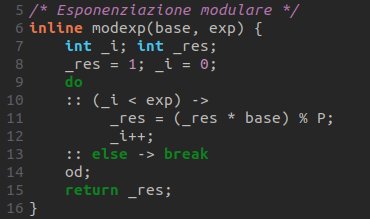 5 /* Esponenziazione modulare */
6 inline modexp(base, exp) {
7     int _i; int _res;
8     _res = 1; _i = 0;
9     do
10     :: (_i < exp) ->
11          _res = (_res * base) % P;
12          _i++;
13     :: else -> break
14     od;
15     return _res;
16 }